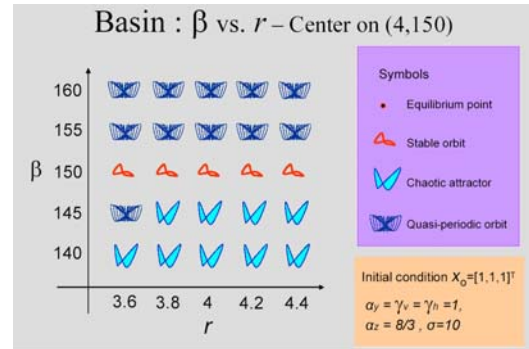 Basin : β vs. r – Center on (4,150)
160
155
β 150
145
140
3.6 3.8 4 4.2 4.4
r
Symbols
Equilibrium point
Stable orbit
Chaotic attractor
Quasi-periodic orbit
Initial condition Xo=[1,1,1]ᵀ
αy = γv = γh =1,
αz = 8/3 , σ=10